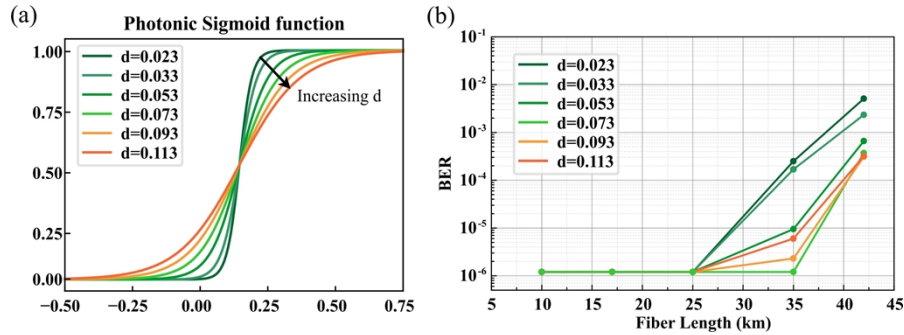 (a)
Photonic Sigmoid function
1.00
0.75
0.50
0.25
0.00
d=0.023
d=0.033
d=0.053
d=0.073
d=0.093
d=0.113
Increasing d
−0.50 −0.25 0.00 0.25 0.50 0.75
(b)
BER
10⁻¹
10⁻²
10⁻³
10⁻⁴
10⁻⁵
10⁻⁶
d=0.023
d=0.033
d=0.053
d=0.073
d=0.093
d=0.113
5 10 15 20 25 30 35 40 45
Fiber Length (km)